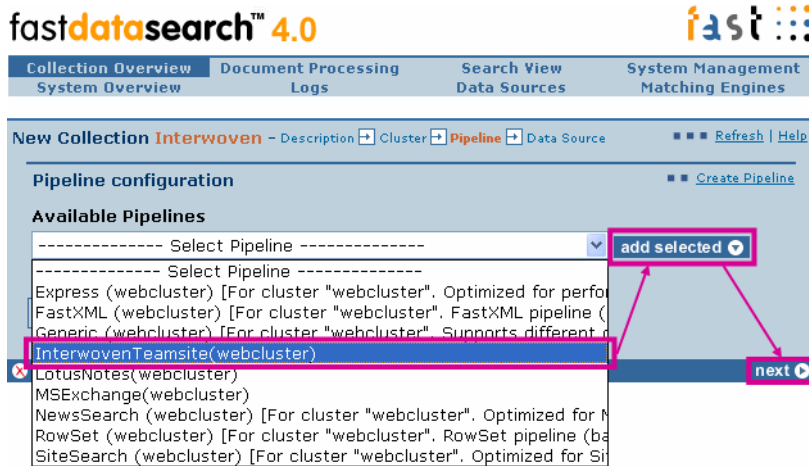 fastdatasearch™ 4.0
fast
Collection Overview Document Processing Search View System Management
System Overview Logs Data Sources Matching Engines
New Collection Interwoven - Description Cluster Pipeline Data Source Refresh | Help
Pipeline configuration Create Pipeline
Available Pipelines
-------------- Select Pipeline -------------- add selected
-------------- Select Pipeline --------------
Express (webcluster) [For cluster "webcluster". Optimized for perfo
FastXML (webcluster) [For cluster "webcluster". FastXML pipeline (
Generic (webcluster) [For cluster "webcluster". Supports different
InterwovenTeamsite(webcluster)
LotusNotes(webcluster)
next
MSExchange(webcluster)
NewsSearch (webcluster) [For cluster "webcluster". Optimized for N
RowSet (webcluster) [For cluster "webcluster". RowSet pipeline (ba
SiteSearch (webcluster) [For cluster "webcluster". Optimized for Si